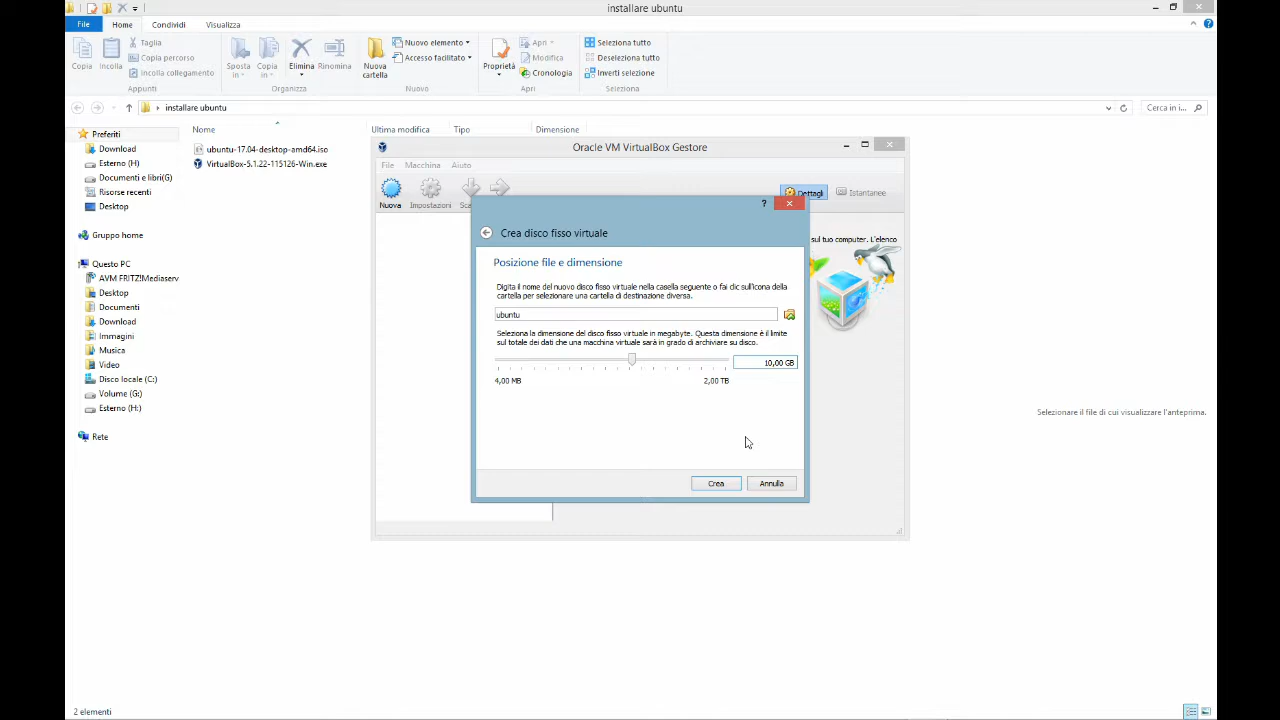 installare ubuntu
File Home Condividi Visualizza
Copia
Incolla
Taglia
Copia percorso
Incolla collegamento
Appunti
Sposta in
Copia in
Elimina
Rinomina
Organizza
Nuova cartella
Nuovo elemento
Accesso facilitato
Nuovo
Proprietà
Apri
Modifica
Cronologia
Apri
Seleziona tutto
Deseleziona tutto
Inverti selezione
Seleziona
installare ubuntu
Cerca in i...
Preferiti
Download
Esterno (H)
Documenti e libri(G)
Risorse recenti
Desktop
Gruppo home
Questo PC
AVM FRITZ!Mediaserv
Desktop
Documenti
Download
Immagini
Musica
Video
Disco locale (C:)
Volume (G:)
Esterno (H:)
Rete
Nome Ultima modifica Tipo Dimensione
ubuntu-17.04-desktop-amd64.iso
VirtualBox-5.1.22-115126-Win.exe
Oracle VM VirtualBox Gestore
File Macchina Aiuto
Nuova Impostazioni
Dettagli Istantanee
sul tuo computer. L'elenco
?
Crea disco fisso virtuale
Posizione file e dimensione
Digita il nome del nuovo disco fisso virtuale nella casella seguente o fai clic sull'icona della
cartella per selezionare una cartella di destinazione diversa.
ubuntu
Seleziona la dimensione del disco fisso virtuale in megabyte. Questa dimensione è il limite
sul totale dei dati che una macchina virtuale sarà in grado di archiviare su disco.
10,00 GB
4,00 MB 2,00 TB
Crea Annulla
Selezionare il file di cui visualizzare l'anteprima.
2 elementi